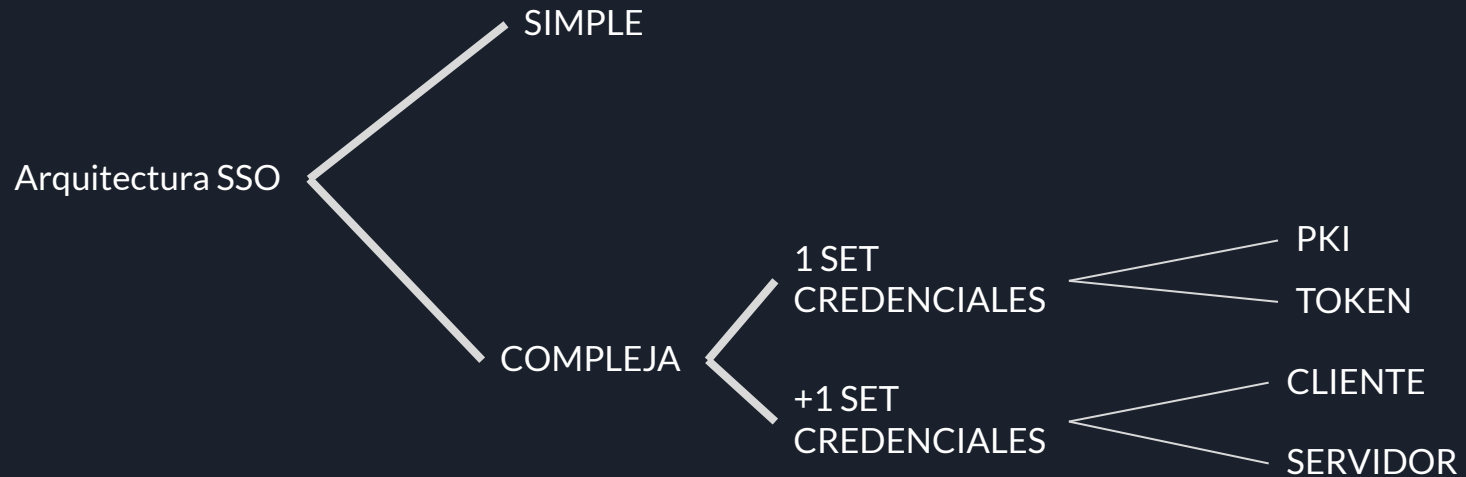 SIMPLE
Arquitectura SSO
COMPLEJA
1 SET
CREDENCIALES
PKI
TOKEN
+1 SET
CREDENCIALES
CLIENTE
SERVIDOR